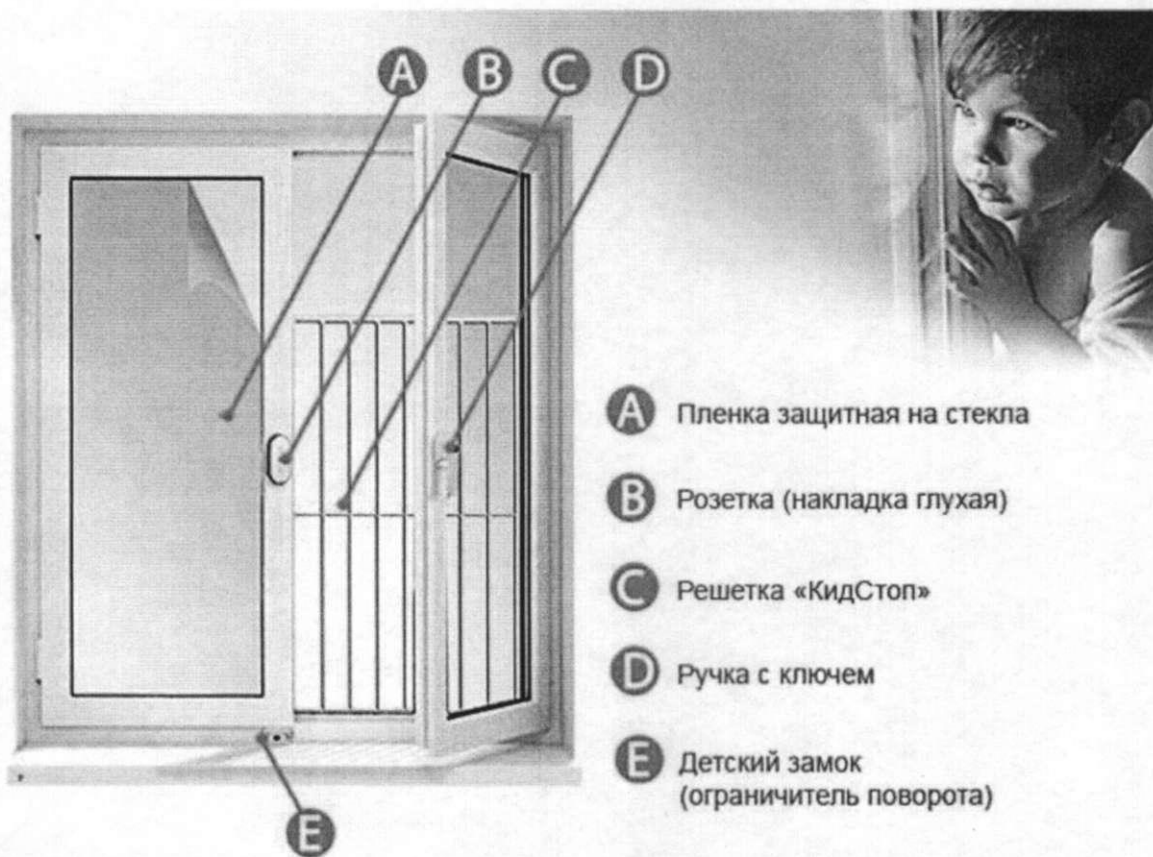 A B C D
A Пленка защитная на стекла
B Розетка (накладка глухая)
C Решетка «КидСтоп»
D Ручка с ключем
E Детский замок
(ограничитель поворота)
E